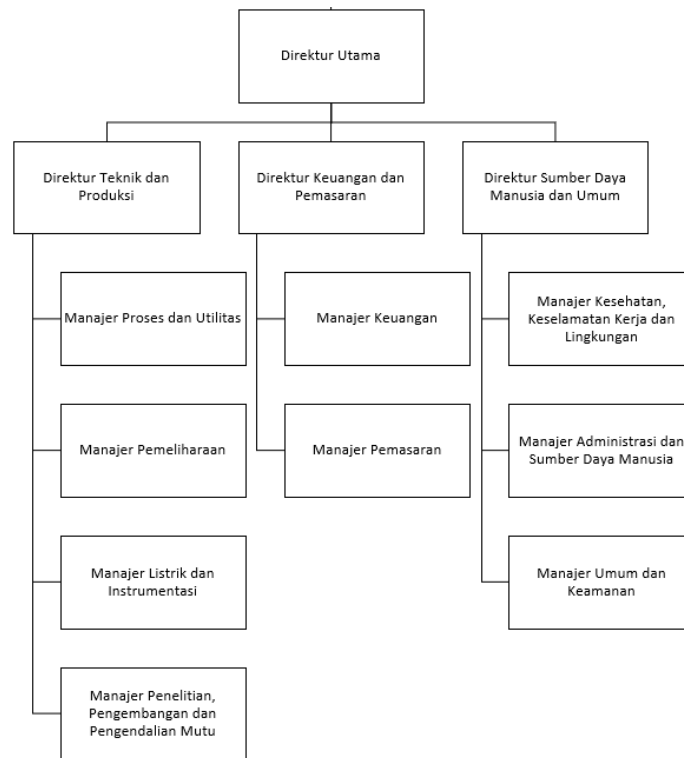 Direktur Utama
Direktur Teknik dan
Produksi
Direktur Keuangan dan
Pemasaran
Direktur Sumber Daya
Manusia dan Umum
Manajer Proses dan Utilitas
Manajer Keuangan
Manajer Kesehatan,
Keselamatan Kerja dan
Lingkungan
Manajer Pemeliharaan
Manajer Pemasaran
Manajer Administrasi dan
Sumber Daya Manusia
Manajer Listrik dan
Instrumentasi
Manajer Umum dan
Keamanan
Manajer Penelitian,
Pengembangan dan
Pengendalian Mutu